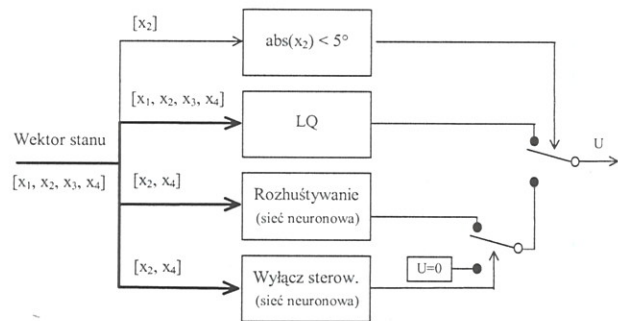 [x₂]
abs(x₂) < 5°
[x₁, x₂, x₃, x₄]
LQ
Wektor stanu
[x₁, x₂, x₃, x₄]
U
[x₂, x₄]
Rozhuśtywanie
(sieć neuronowa)
U=0
[x₂, x₄]
Wyłącz sterow.
(sieć neuronowa)